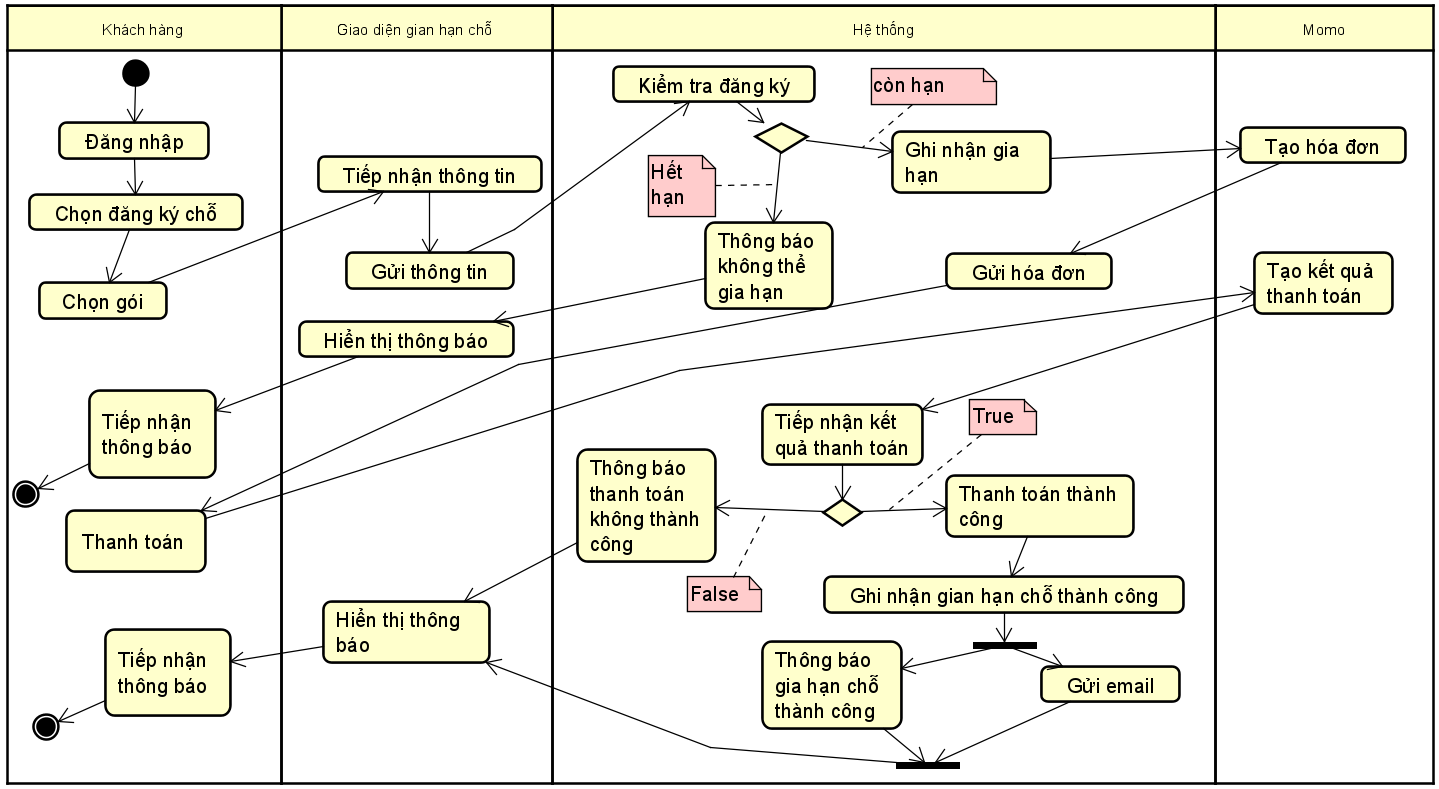 Khách hàng
Giao diện gian hạn chỗ
Hệ thống
Momo
Đăng nhập
Chọn đăng ký chỗ
Chọn gói
Tiếp nhận thông tin
Gửi thông tin
Kiểm tra đăng ký
còn hạn
Hết
hạn
Ghi nhận gia
hạn
Tạo hóa đơn
Thông báo
không thể
gia hạn
Gửi hóa đơn
Tạo kết quả
thanh toán
Hiển thị thông báo
Tiếp nhận
thông báo
Thanh toán
Tiếp nhận kết
quả thanh toán
True
Thông báo
thanh toán
không thành
công
Thanh toán thành
công
False
Ghi nhận gian hạn chỗ thành công
Hiển thị thông
báo
Tiếp nhận
thông báo
Thông báo
gia hạn chỗ
thành công
Gửi email